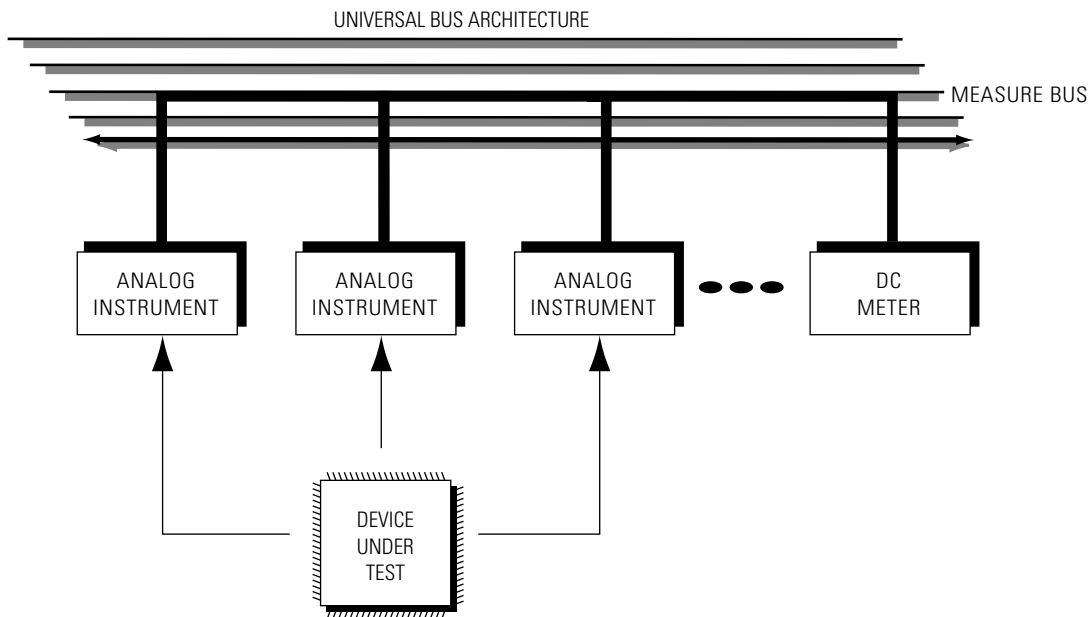 UNIVERSAL BUS ARCHITECTURE
MEASURE BUS
ANALOG
INSTRUMENT
ANALOG
INSTRUMENT
ANALOG
INSTRUMENT
DC
METER
DEVICE
UNDER
TEST